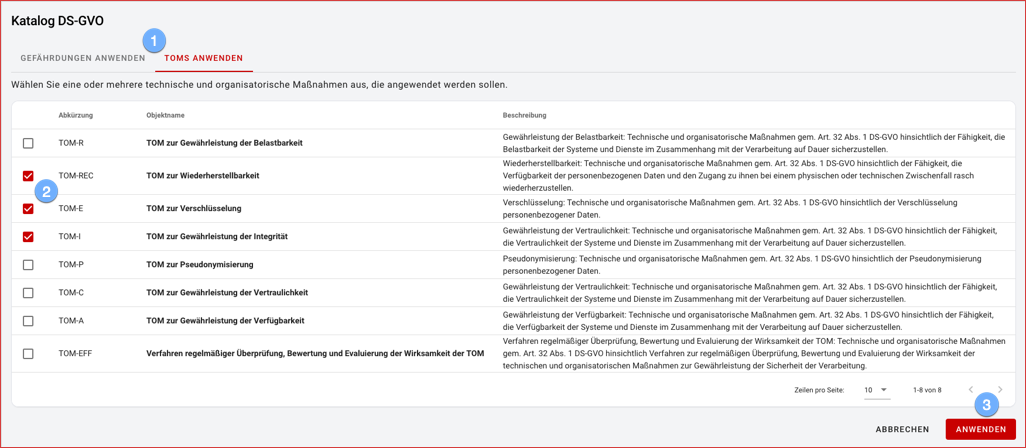 Katalog DS-GVO
1
GEFÄHRDUNGEN ANWENDEN TOMS ANWENDEN
Wählen Sie eine oder mehrere technische und organisatorische Maßnahmen aus, die angewendet werden sollen.
Abkürzung Objektname Beschreibung
TOM-R TOM zur Gewährleistung der Belastbarkeit Gewährleistung der Belastbarkeit: Technische und organisatorische Maßnahmen gem. Art. 32 Abs. 1 DS-GVO hinsichtlich der Fähigkeit, die
Belastbarkeit der Systeme und Dienste im Zusammenhang mit der Verarbeitung auf Dauer sicherzustellen.
TOM-REC TOM zur Wiederherstellbarkeit Wiederherstellbarkeit: Technische und organisatorische Maßnahmen gem. Art. 32 Abs. 1 DS-GVO hinsichtlich der Fähigkeit, die
Verfügbarkeit der personenbezogener Daten und den Zugang zu ihnen bei einem physischen oder technischen Zwischenfall rasch
wiederherzustellen.
2
TOM-E TOM zur Verschlüsselung Verschlüsselung: Technische und organisatorische Maßnahmen gem. Art. 32 Abs. 1 DS-GVO hinsichtlich der Verschlüsselung
personenbezogener Daten.
TOM-I TOM zur Gewährleistung der Integrität Gewährleistung der Vertraulichkeit: Technische und organisatorische Maßnahmen gem. Art. 32 Abs. 1 DS-GVO hinsichtlich der Fähigkeit,
die Vertraulichkeit der Systeme und Dienste im Zusammenhang mit der Verarbeitung auf Dauer sicherzustellen.
TOM-P TOM zur Pseudonymisierung Pseudonymisierung: Technische und organisatorische Maßnahmen gem. Art. 32 Abs. 1 DS-GVO hinsichtlich der Pseudonymisierung
personenbezogener Daten.
TOM-C TOM zur Gewährleistung der Vertraulichkeit Gewährleistung der Vertraulichkeit: Technische und organisatorische Maßnahmen gem. Art. 32 Abs. 1 DS-GVO hinsichtlich der Fähigkeit,
die Vertraulichkeit der Systeme und Dienste im Zusammenhang mit der Verarbeitung auf Dauer sicherzustellen.
TOM-A TOM zur Gewährleistung der Verfügbarkeit Gewährleistung der Verfügbarkeit: Technische und organisatorische Maßnahmen gem. Art. 32 Abs. 1 DS-GVO hinsichtlich der Fähigkeit,
die Verfügbarkeit der Systeme und Dienste im Zusammenhang mit der Verarbeitung auf Dauer sicherzustellen.
TOM-EFF Verfahren regelmäßiger Überprüfung, Bewertung und Evaluierung der Wirksamkeit der TOM Verfahren regelmäßiger Überprüfung, Bewertung und Evaluierung der Wirksamkeit der TOM: Technische und organisatorische Maßnahmen
gem. Art. 32 Abs. 1 DS-GVO hinsichtlich Verfahren zur regelmäßigen Überprüfung, Bewertung und Evaluierung der Wirksamkeit der
technischen und organisatorischen Maßnahmen zur Gewährleistung der Sicherheit der Verarbeitung.
Zeilen pro Seite: 10 1-8 von 8
3
ABBRECHEN ANWENDEN